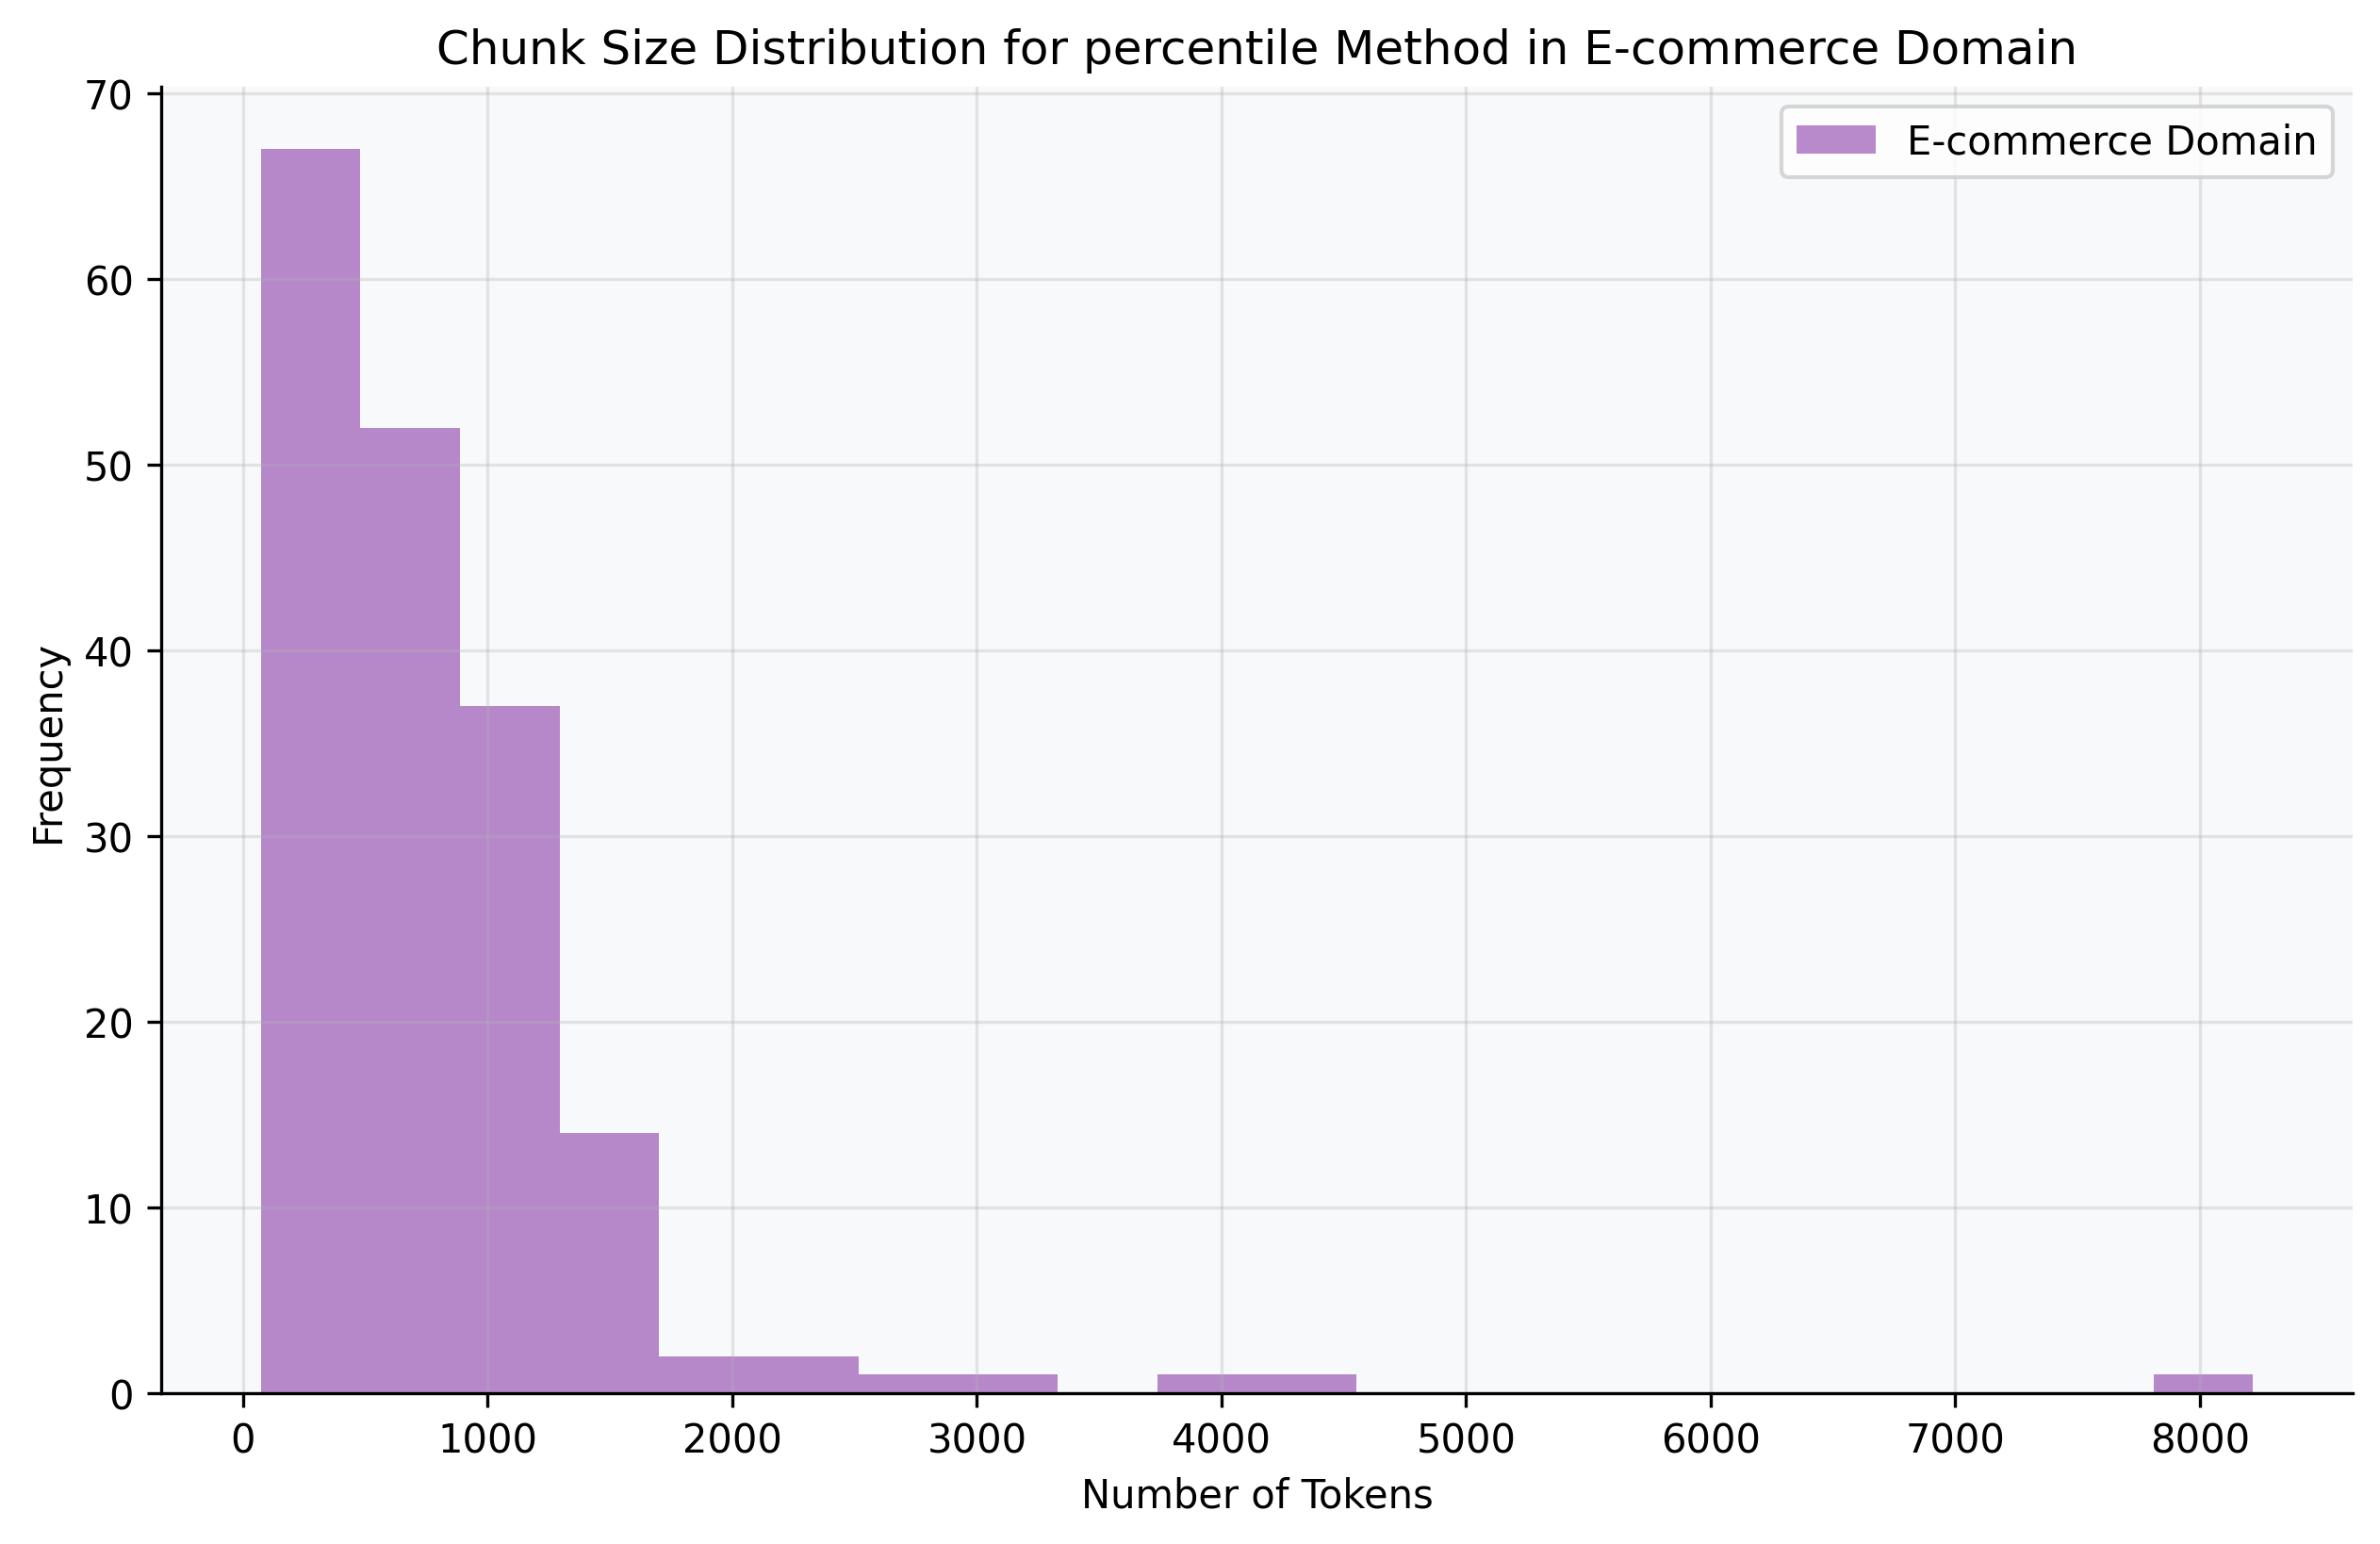 Chunk Size Distribution for percentile Method in E-commerce Domain
E-commerce Domain
Frequency
70
60
50
40
30
20
10
0
0 1000 2000 3000 4000 5000 6000 7000 8000
Number of Tokens